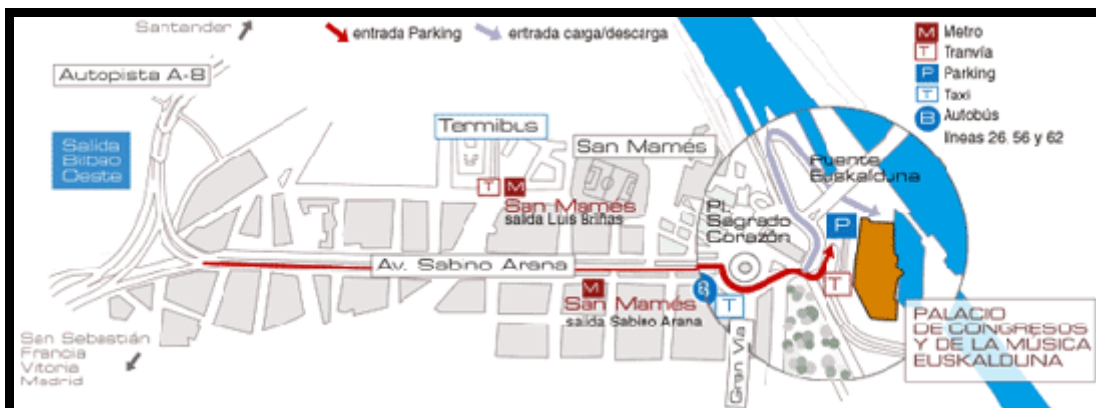 Santander
entrada Parking
ertrada carga/descarga
M Metro
T Tranvía
P Parking
T Taxi
B Autobús
líneas 26, 56 y 62
Autopista A-8
Salida
Bilbao
Oeste
Termibus
San Mamés
Puente
Euskalduna
T M
San Mamés
salida Luis Briñas
Pl.
Sagrado
Corazón
P
Av. Sabino Arana
M
San Mamés
salida Sabino Arana
B
T
T
Gran Vía
PALACIO
DE CONGRESOS
Y DE LA MÚSICA
EUSKALDUNA
San Sebastián
Francia
Vitoria
Madrid